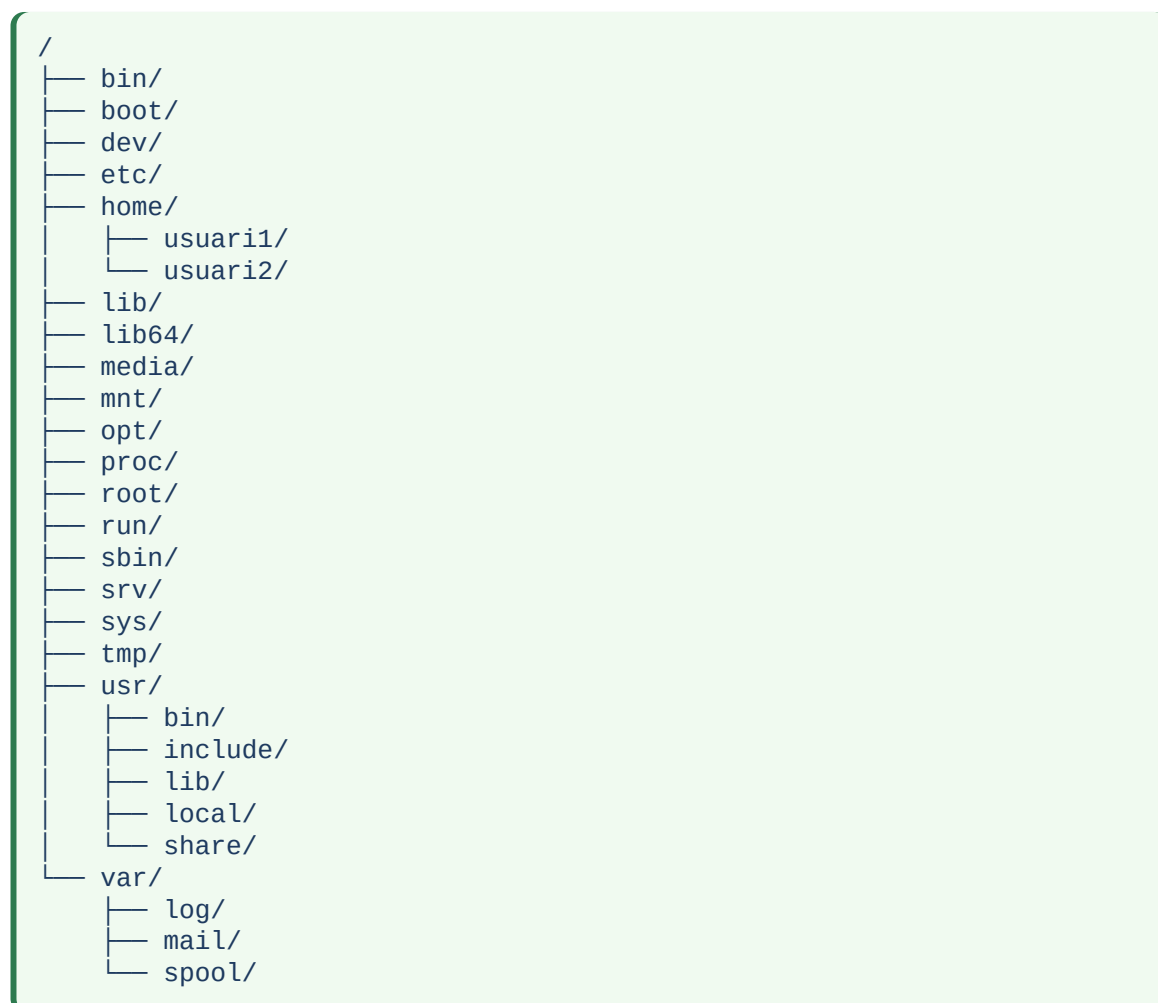 /
├── bin/
├── boot/
├── dev/
├── etc/
├── home/
│   ├── usuari1/
│   └── usuari2/
├── lib/
├── lib64/
├── media/
├── mnt/
├── opt/
├── proc/
├── root/
├── run/
├── sbin/
├── srv/
├── sys/
├── tmp/
├── usr/
│   ├── bin/
│   ├── include/
│   ├── lib/
│   ├── local/
│   └── share/
└── var/
    ├── log/
    ├── mail/
    └── spool/